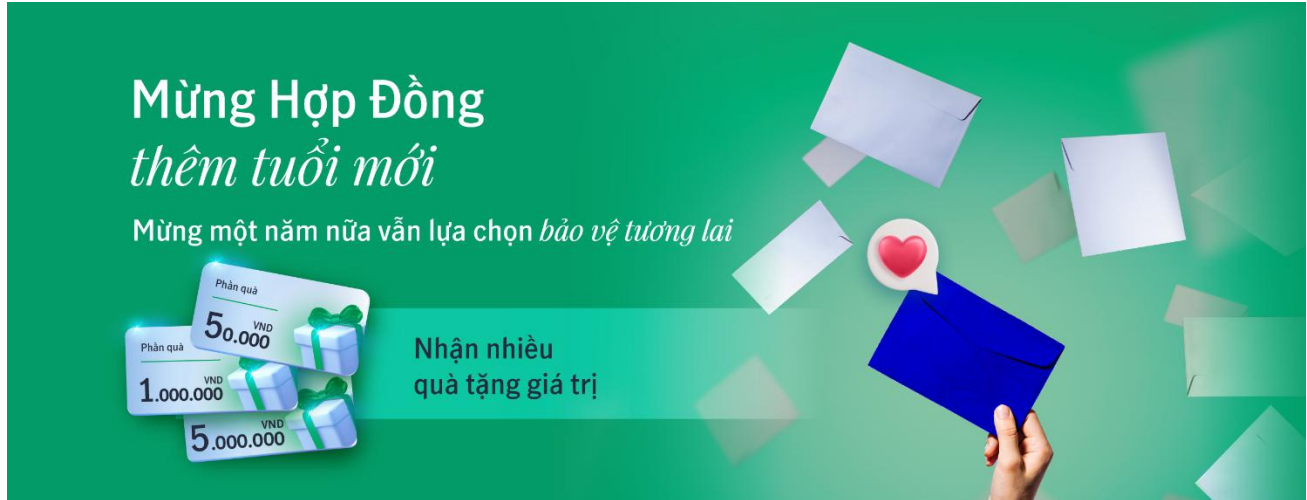 Mừng Hợp Đồng
thêm tuổi mới
Mừng một năm nữa vẫn lựa chọn bảo vệ tương lai
Phần quà
50.000 VND
Phần quà
1.000.000 VND
5.000.000 VND
Nhận nhiều
quà tặng giá trị